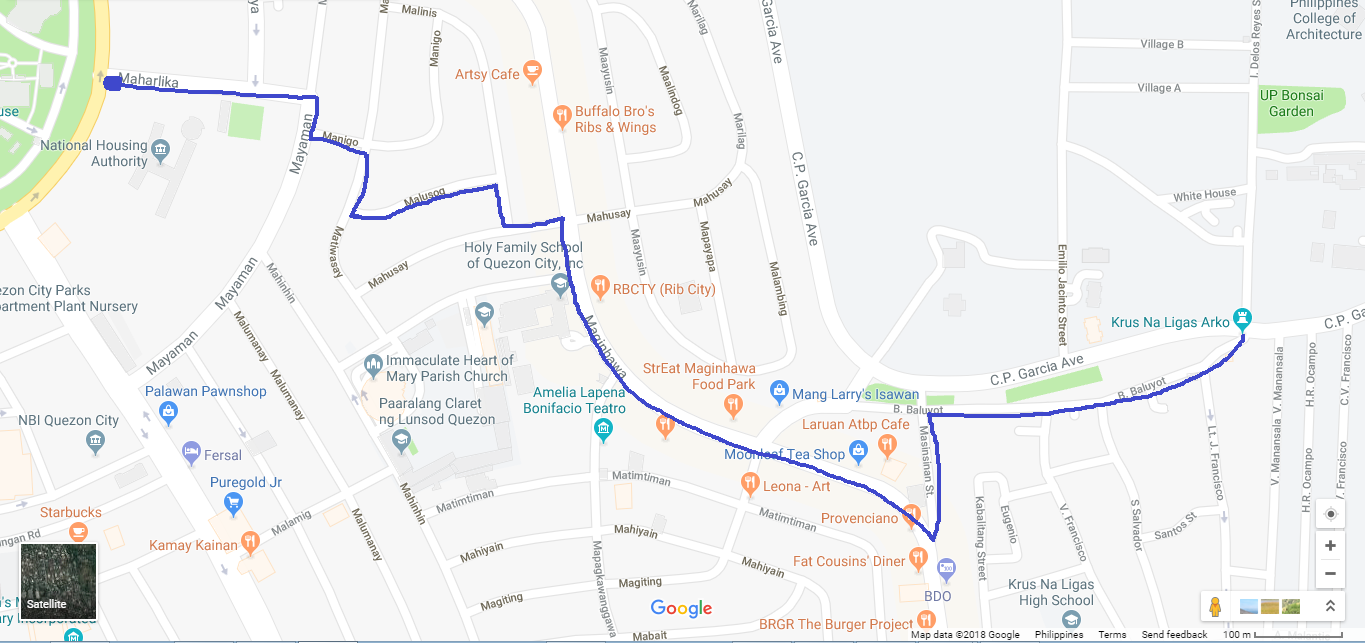 Malinis
Garcia Ave
Marilag
Philippines
College of
Architecture
J. Delos Reyes S
Village B
Village A
Manigo
Maayusin
Maalindog
Artsy Cafe
Maharlika
use
UP Bonsai
Garden
Buffalo Bro's
Ribs & Wings
Marilag
Mayaman
Manigo
National Housing
Authority
C.P. Garcia Ave
White House
Malusog
Mahusay
Mahusay
Matiwasay
Maayusin
Mapayapa
Malambing
Emilio Jacinto Street
Holy Family School
of Quezon City, Inc
Mahusay
Mayaman
Mahinhin
ezon City Parks
partment Plant Nursery
RBCTY (Rib City)
Krus Na Ligas Arko
C.P. Ga
Mayaman
Malumanay
Maginhawa
Immaculate Heart of
Mary Parish Church
StrEat Maginhawa
Food Park
C.P. Garcia Ave
B. Baluyot
V. Manansala
V. Manansala
H.R. Ocampo
H.R. Ocampo
C.V. Francisco
J. Francisco
Palawan Pawnshop
Malumanay
Amelia Lapena
Bonifacio Teatro
Mang Larry's Isawan
B. Baluyot
Paaralang Claret
ng Lunsod Quezon
NBI Quezon City
Laruan Atbp Cafe
Masinsinan St.
Lt. J. Francisco
Fersal
Moonleaf Tea Shop
Puregold Jr
Matimtiman
Leona - Art
Mahinhin
Matimtiman
Matimtiman
Kabalitang Street
Eugenio
V. Francisco
S Salvador
Santos St
Starbucks
Malamig
Malumanay
Provenciano
Kamay Kainan
Mahiyain
Mahiyain
Mapagkawanggawa
Mahiyain
Fat Cousins' Diner
Magiting
Magiting
BDO
Krus Na Ligas
High School
Satellite
Google
BRGR The Burger Project
Mabait
Map data ©2018 Google Philippines Terms Send feedback 100 m